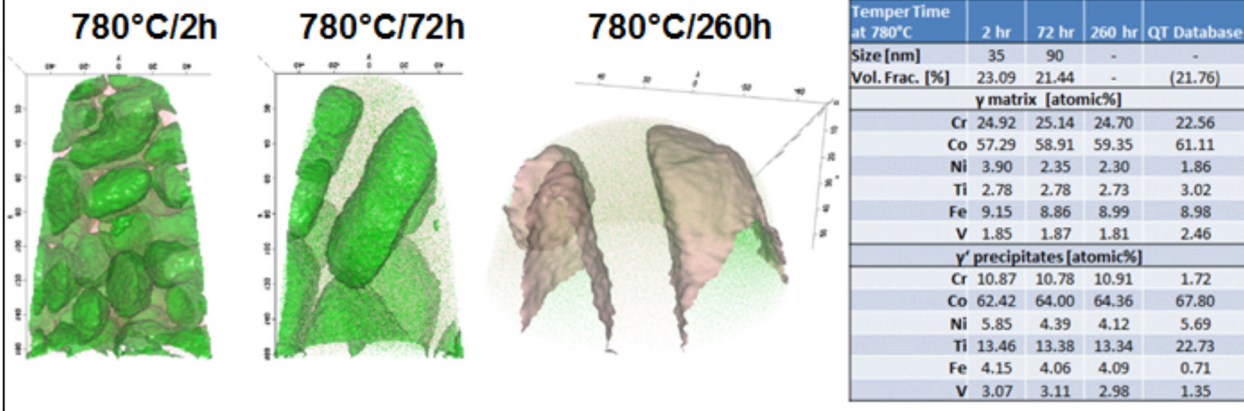 780°C/2h
780°C/72h
780°C/260h
Temper Time at 780°C 2 hr 72 hr 260 hr QT Database
Size [nm] 35 90 - -
Vol. Frac. [%] 23.09 21.44 - (21.76)
γ matrix [atomic%]
Cr 24.92 25.14 24.70 22.56
Co 57.29 58.91 59.35 61.11
Ni 3.90 2.35 2.30 1.86
Ti 2.78 2.78 2.73 3.02
Fe 9.15 8.86 8.99 8.98
V 1.85 1.87 1.81 2.46
γ' precipitates [atomic%]
Cr 10.87 10.78 10.91 1.72
Co 62.42 64.00 64.36 67.80
Ni 5.85 4.39 4.12 5.69
Ti 13.46 13.38 13.34 22.73
Fe 4.15 4.06 4.09 0.71
V 3.07 3.11 2.98 1.35